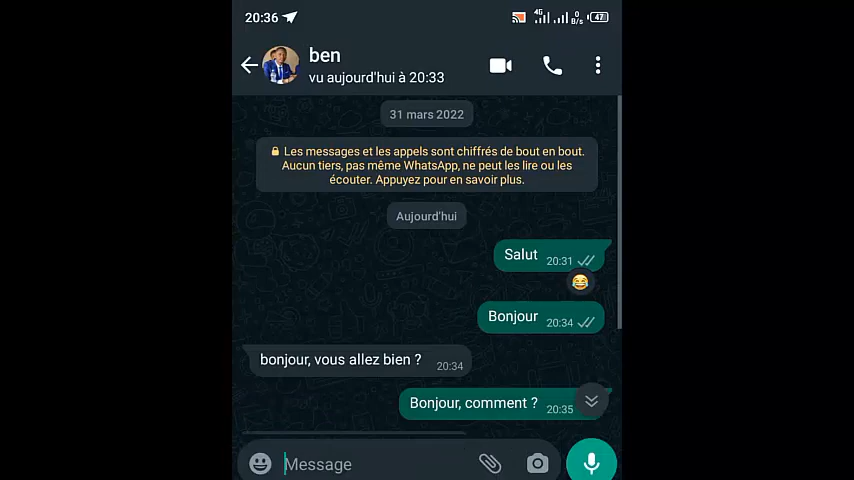 20:36
4G 0 B/s 47
ben
vu aujourd'hui à 20:33
31 mars 2022
Les messages et les appels sont chiffrés de bout en bout.
Aucun tiers, pas même WhatsApp, ne peut les lire ou les
écouter. Appuyez pour en savoir plus.
Aujourd'hui
Salut 20:31
Bonjour 20:34
bonjour, vous allez bien ? 20:34
Bonjour, comment ? 20:35
Message